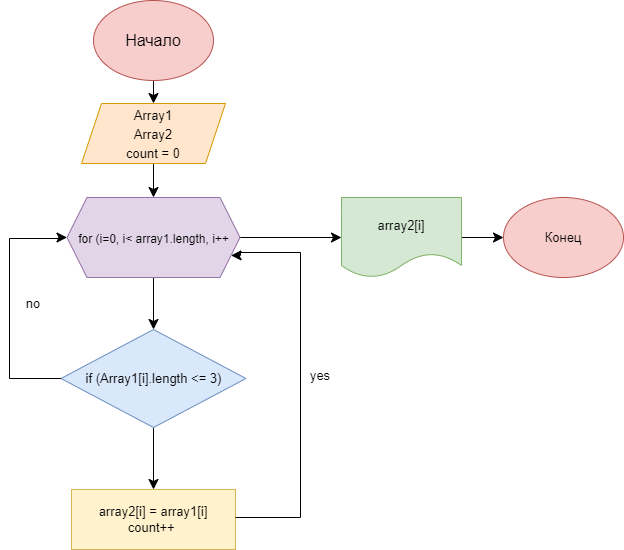 Начало
Array1
Array2
count = 0
for (i=0, i< array1.length, i++
array2[i]
Конец
no
if (Array1[i].length <= 3)
yes
array2[i] = array1[i]
count++